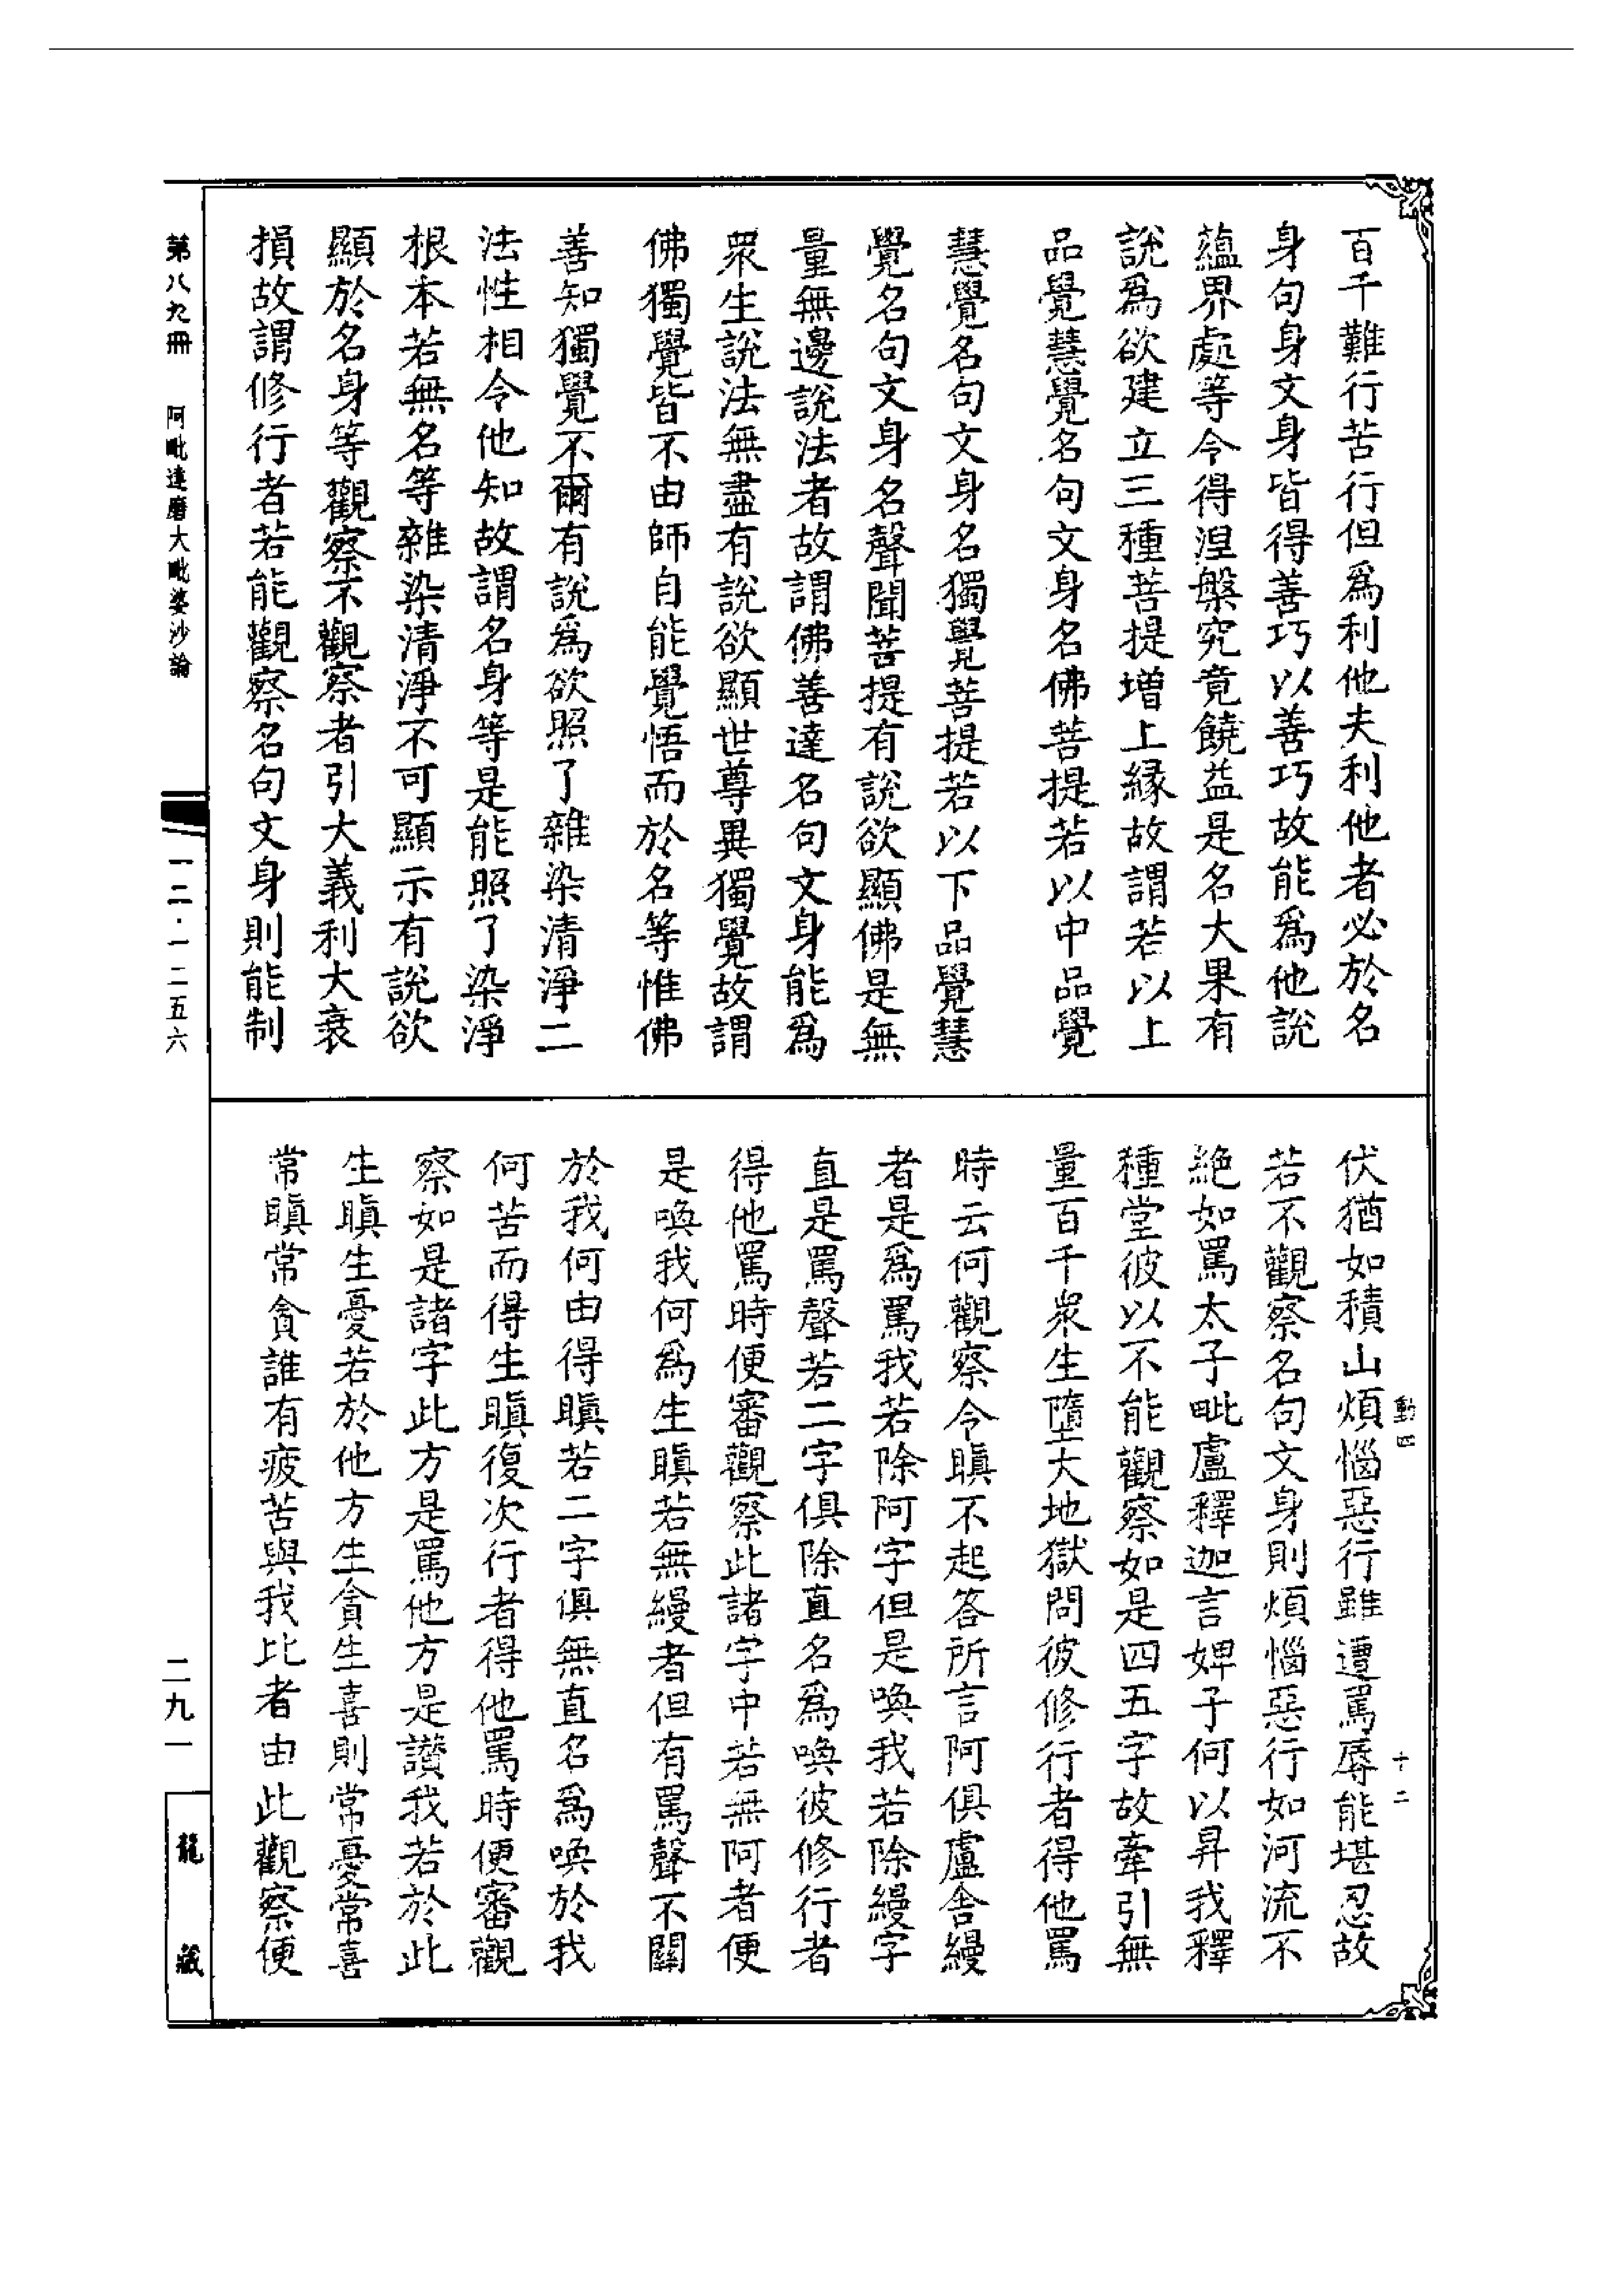 百千難行苦行但爲利他夫利他者必於名
身句身文身皆得善巧以善巧故能爲他說
蘊界處等令得涅槃究竟饒益是名大果有
說爲欲建立三種菩提增上緣故謂若以上
品覺慧覺名句文身名佛菩提若以中品覺
慧覺名句文身名獨覺菩提若以下品覺慧
覺名句文身名聲聞菩提有說欲顯佛是無
量無邊說法者故謂佛善達名句文身能爲
眾生說法無盡有說欲顯世尊異獨覺故謂
佛獨覺皆不由師自能覺悟而於名等惟佛
善知獨覺不爾有說爲欲照了雜染清淨二
法性相令他知故謂名身等是能照了染淨
根本若無名等雜染清淨不可顯示有說欲
顯於名身等觀察不觀察者引大義利大衰
損故謂修行者若能觀察名句文身則能制
伏猶如積山煩惱惡行雖遭罵辱能堪忍故
若不觀察名句文身則煩惱惡行如河流不
絕如罵太子毗盧釋迦言婢子何以昇我釋
種堂彼以不能觀察如是四五字故牽引無
量百千眾生墮大地獄問彼修行者得他罵
時云何觀察令瞋不起答所言阿俱盧舍縵
者是爲罵我若除阿字但是喚我若除縵字
直是罵聲若二字俱除直名爲喚彼修行者
得他罵時便審觀察此諸字中若無阿者便
是喚我何爲生瞋若無縵者但有罵聲不關
於我何由得瞋若二字俱無直名爲喚於我
何苦而得生瞋復次行者得他罵時便審觀
察如是諸字此方是罵他方是讚我若於此
生瞋生憂若於他方生貪生喜則常憂常喜
常瞋常貪誰有疲苦與我比者由此觀察便
動四
十二
第八九冊 阿毗達磨大毗婆沙論
一二·一二五六
二九一
龍藏